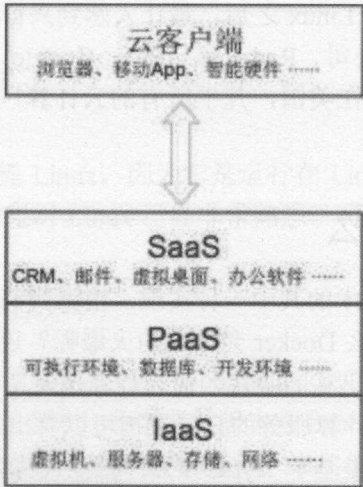 云客户端
浏览器、移动App、智能硬件 ……
SaaS
CRM、邮件、虚拟桌面、办公软件 ……
PaaS
可执行环境、数据库、开发环境 ……
IaaS
虚拟机、服务器、存储、网络 ……